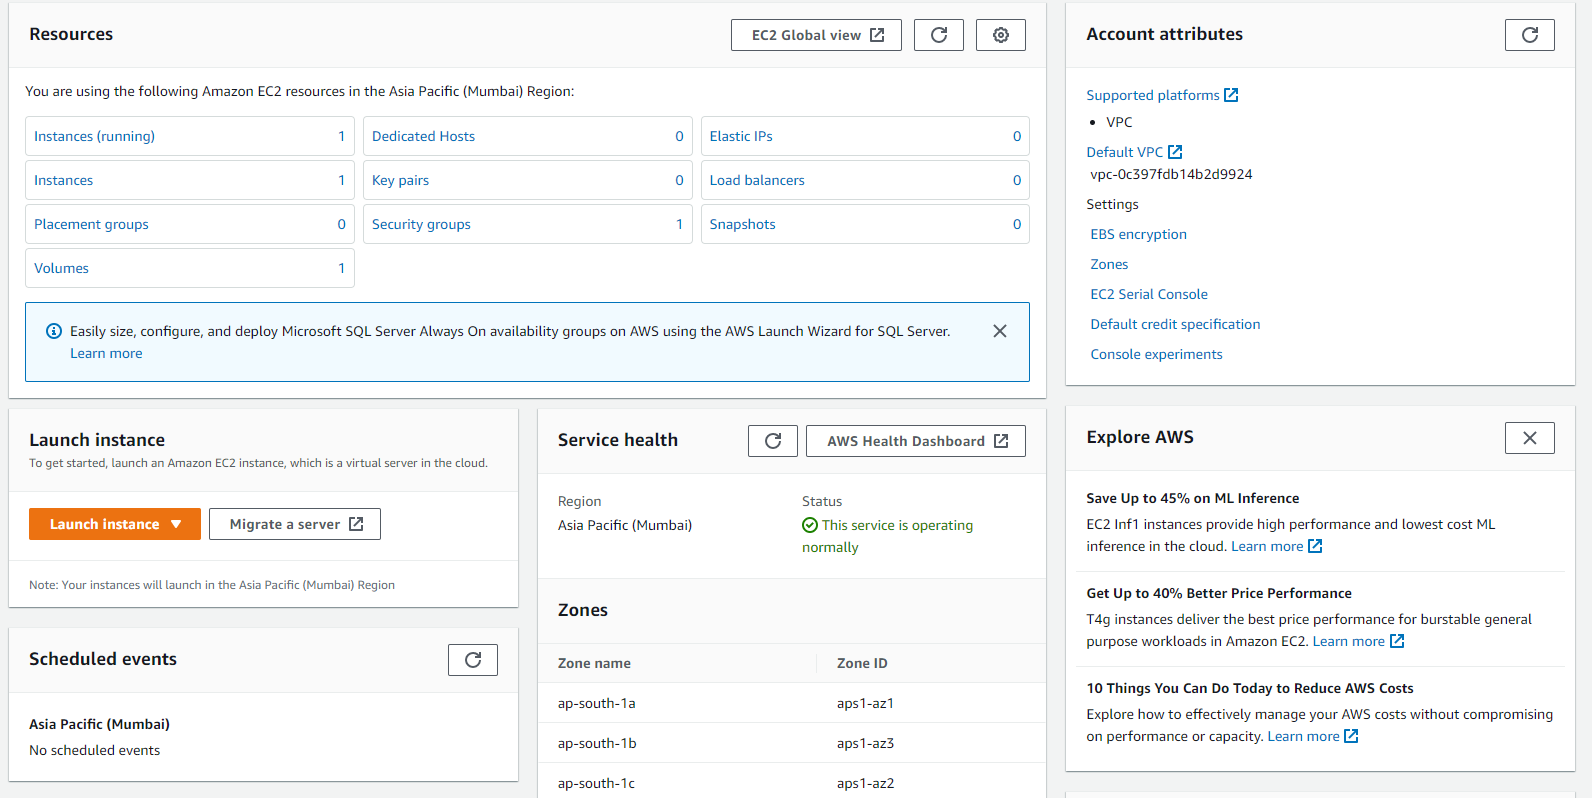 Resources
EC2 Global view
You are using the following Amazon EC2 resources in the Asia Pacific (Mumbai) Region:
Instances (running) 1
Dedicated Hosts 0
Elastic IPs 0
Instances 1
Key pairs 0
Load balancers 0
Placement groups 0
Security groups 1
Snapshots 0
Volumes 1
Easily size, configure, and deploy Microsoft SQL Server Always On availability groups on AWS using the AWS Launch Wizard for SQL Server.
Learn more
Launch instance
To get started, launch an Amazon EC2 instance, which is a virtual server in the cloud.
Launch instance
Migrate a server
Note: Your instances will launch in the Asia Pacific (Mumbai) Region
Scheduled events
Asia Pacific (Mumbai)
No scheduled events
Service health
AWS Health Dashboard
Region
Asia Pacific (Mumbai)
Status
This service is operating
normally
Zones
Zone name Zone ID
ap-south-1a aps1-az1
ap-south-1b aps1-az3
ap-south-1c aps1-az2
Account attributes
Supported platforms
• VPC
Default VPC
vpc-0c397fdb14b2d9924
Settings
EBS encryption
Zones
EC2 Serial Console
Default credit specification
Console experiments
Explore AWS
Save Up to 45% on ML Inference
EC2 Inf1 instances provide high performance and lowest cost ML
inference in the cloud. Learn more
Get Up to 40% Better Price Performance
T4g instances deliver the best price performance for burstable general
purpose workloads in Amazon EC2. Learn more
10 Things You Can Do Today to Reduce AWS Costs
Explore how to effectively manage your AWS costs without compromising
on performance or capacity. Learn more